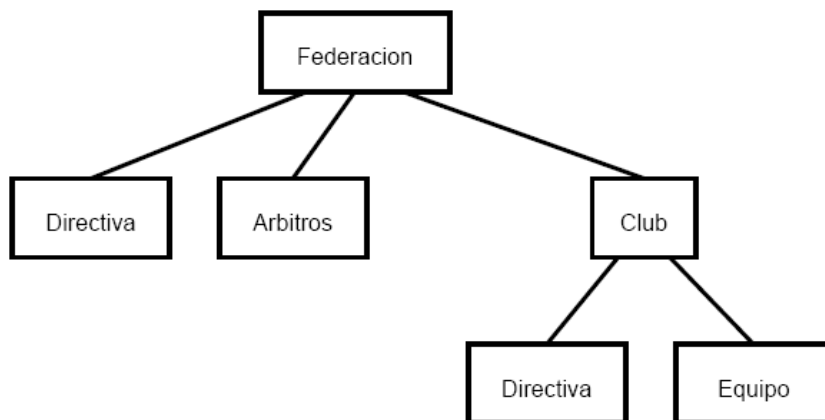 Federacion
Directiva
Arbitros
Club
Directiva
Equipo